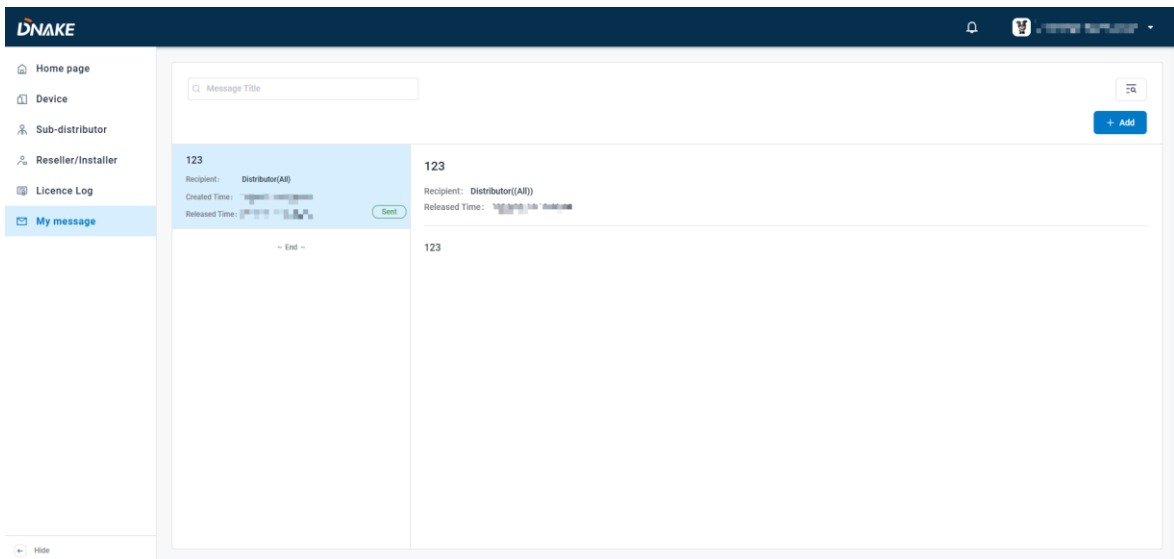 DNAKE
Home page
Device
Sub-distributor
Reseller/Installer
Licence Log
My message
Hide
Message Title
+ Add
123
Recipient: Distributor(All)
Created Time:
Released Time:
Sent
~ End ~
123
Recipient: Distributor((All))
Released Time:
123